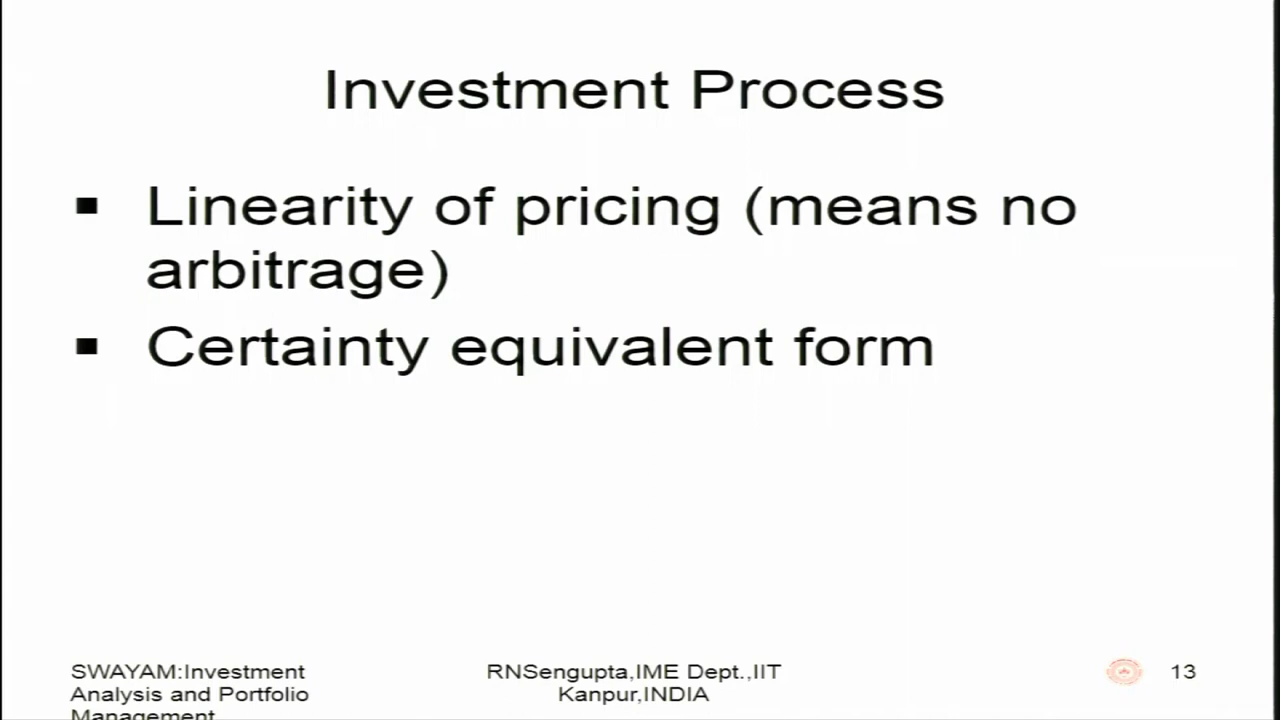 Investment Process
▪ Linearity of pricing (means no
arbitrage)
▪ Certainty equivalent form
SWAYAM:Investment
Analysis and Portfolio
Management
RNSengupta,IME Dept.,IIT
Kanpur,INDIA
13